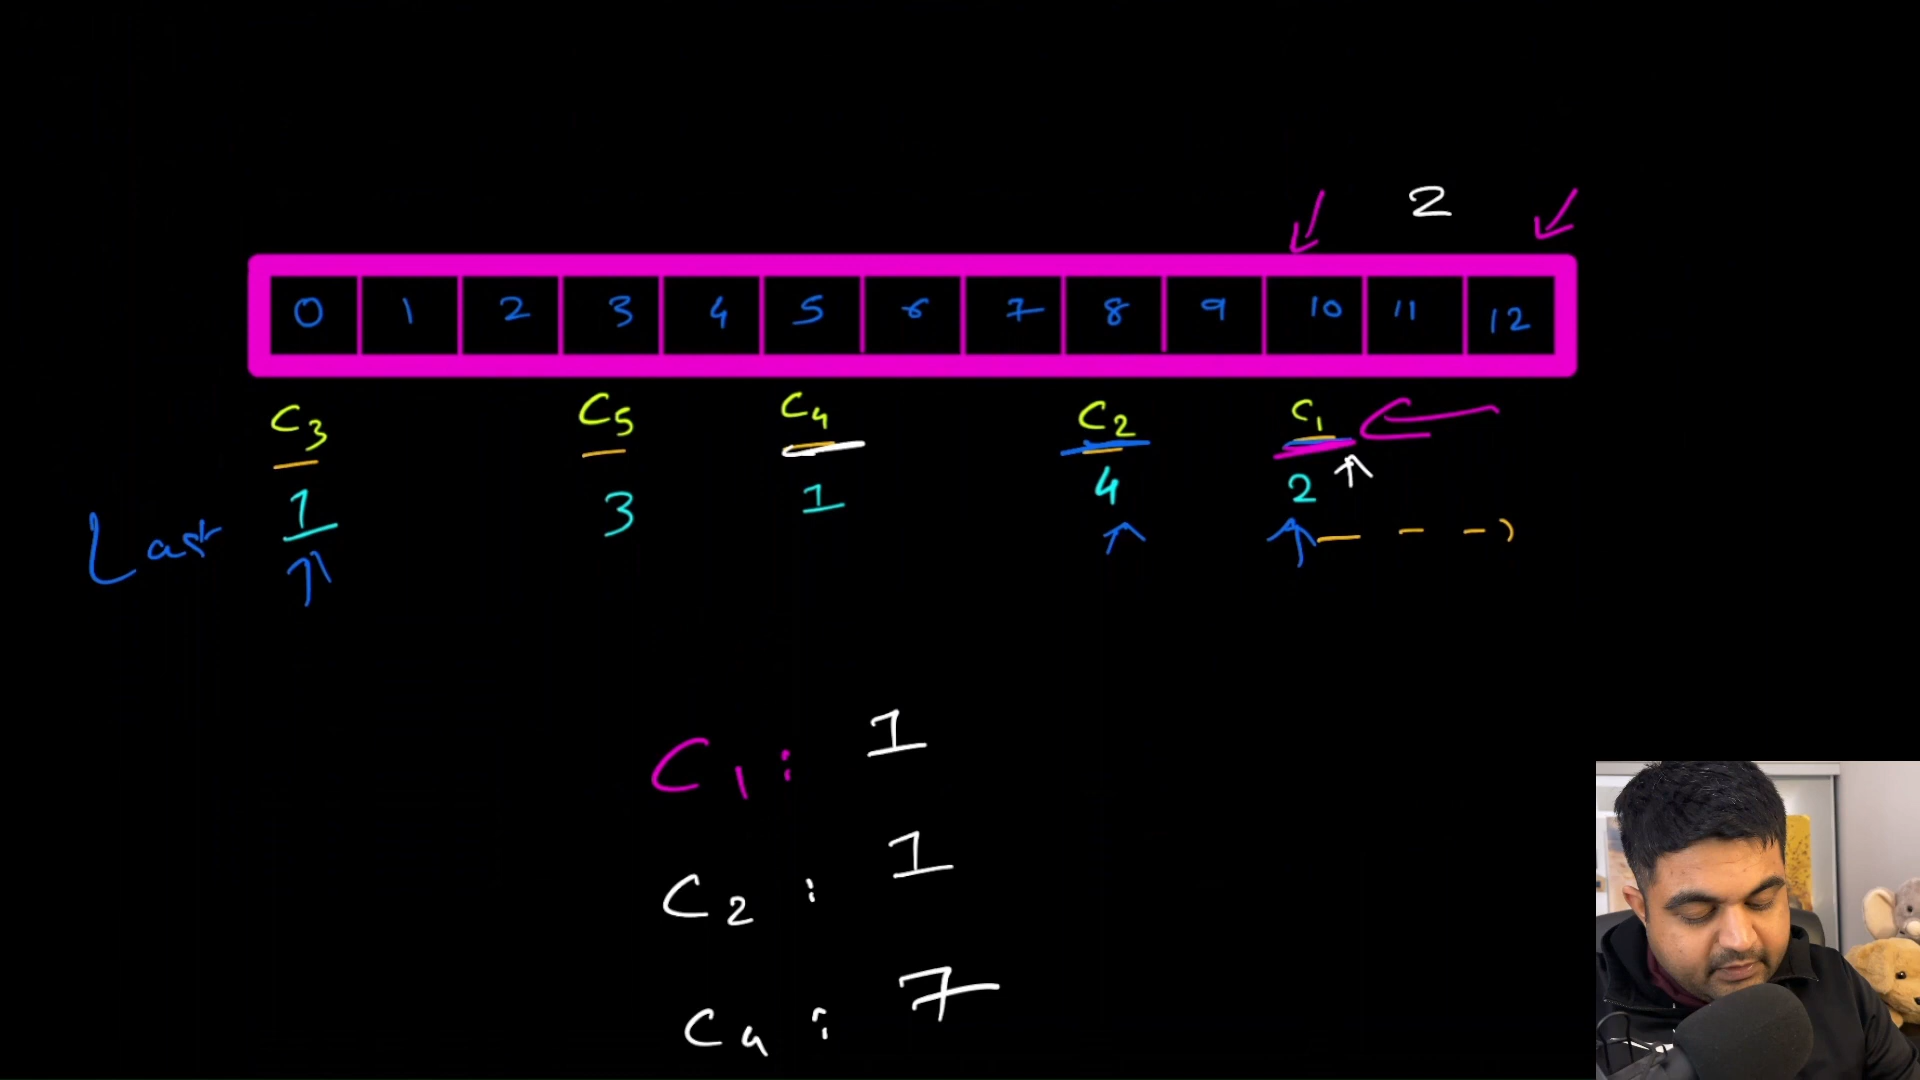 2
0 1 2 3 4 5 6 7 8 9 10 11 12
C3 C5 C4 C2 C1
Last 1 3 1 4 2
C1 : 1
C2 : 1
C4 : 7